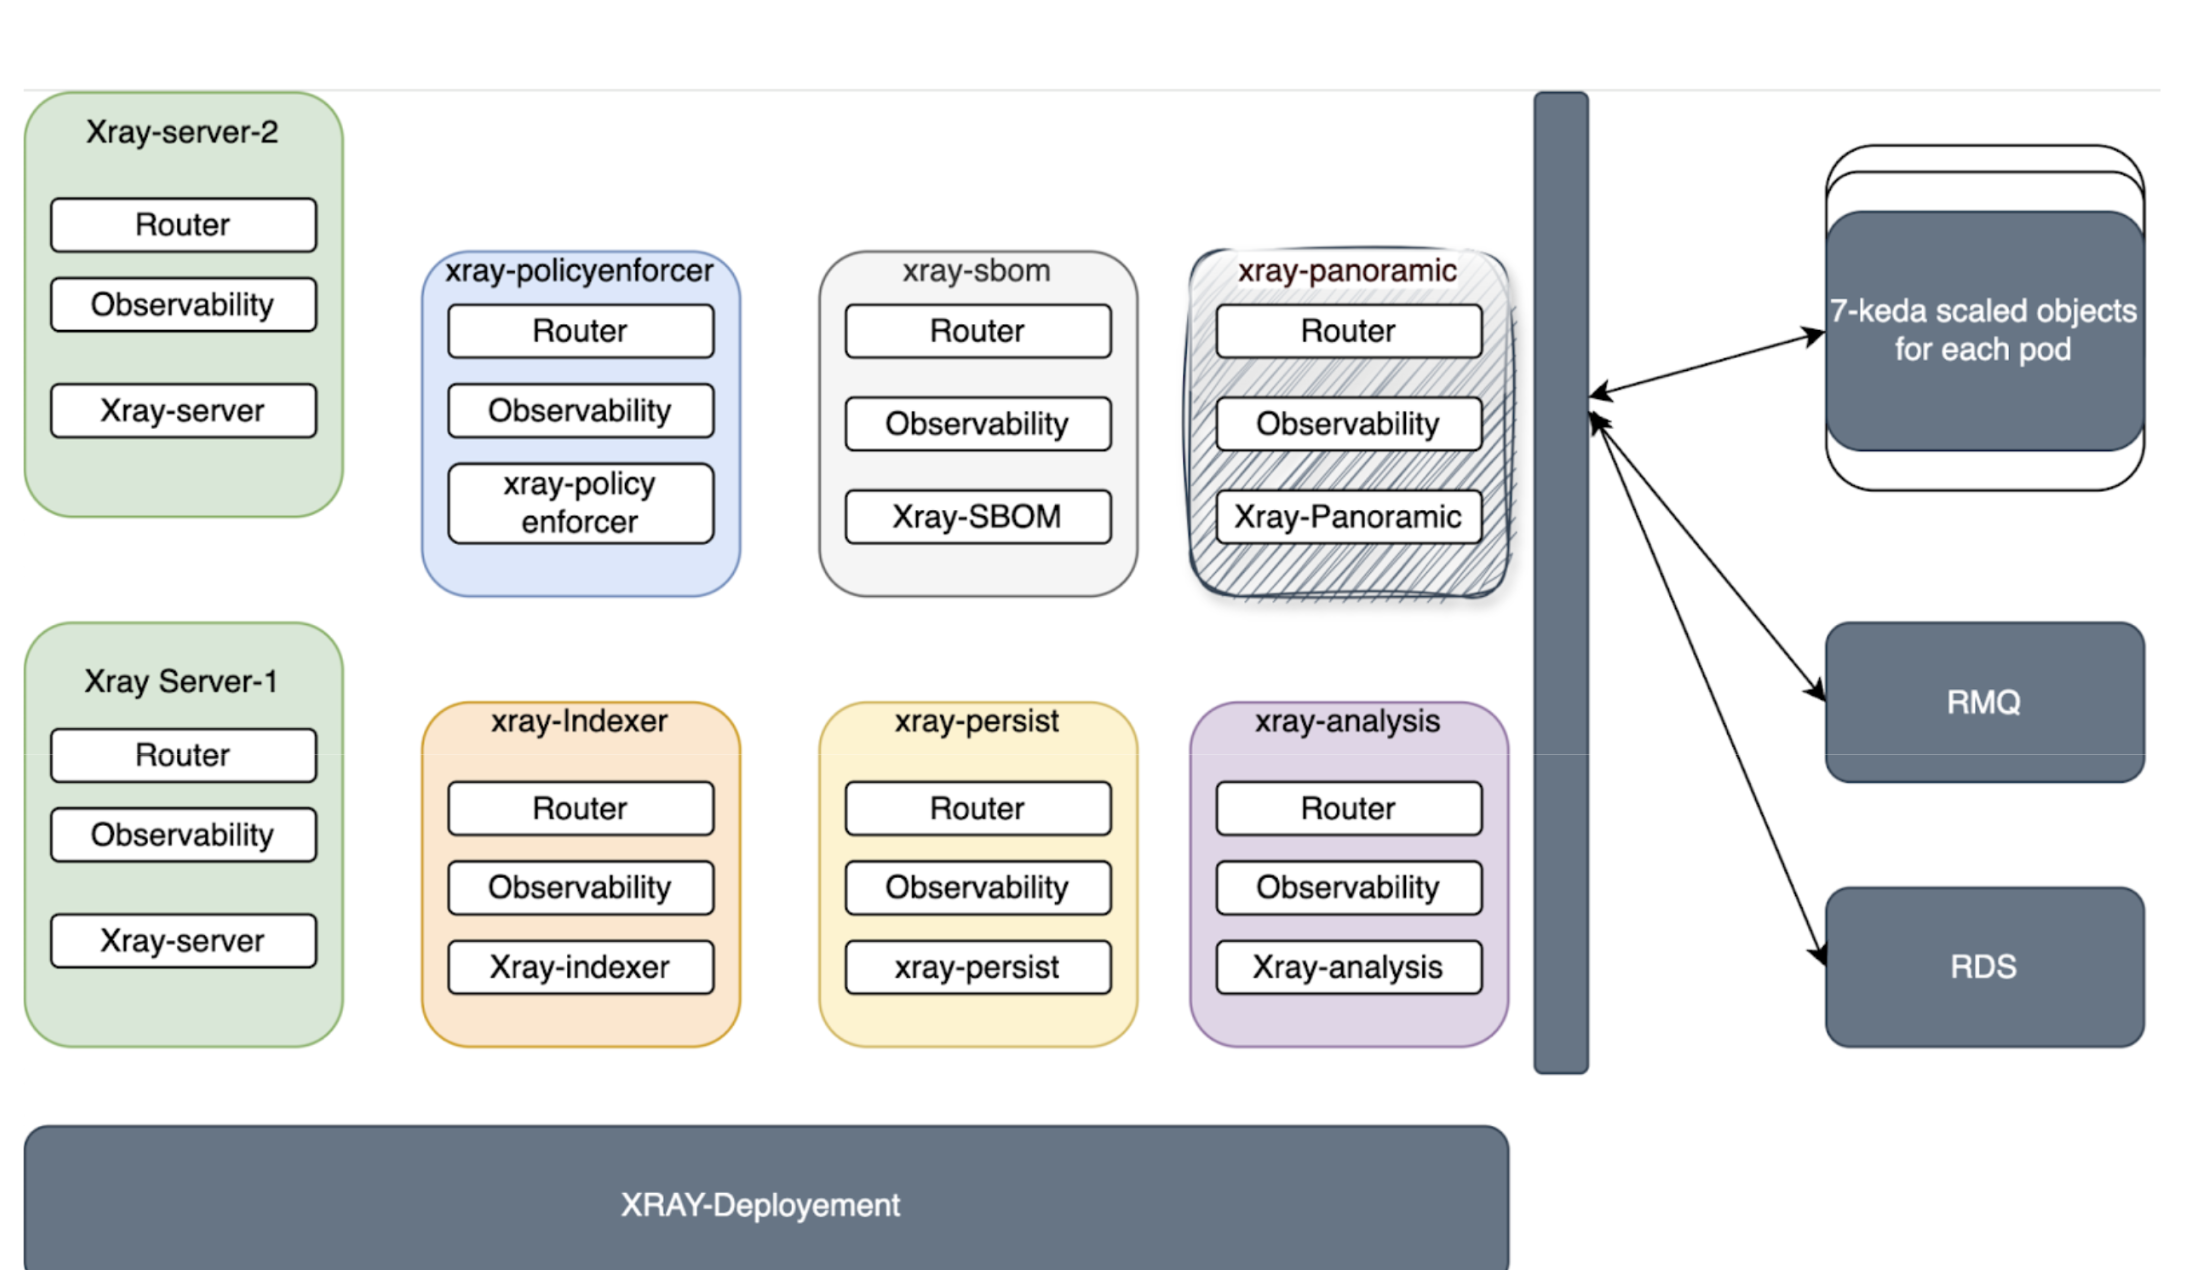 Xray-server-2
Router
Observability
Xray-server
xray-policyenforcer
Router
Observability
xray-policy
enforcer
xray-sbom
Router
Observability
Xray-SBOM
xray-panoramic
Router
Observability
Xray-Panoramic
7-keda scaled objects
for each pod
Xray Server-1
Router
Observability
Xray-server
xray-Indexer
Router
Observability
Xray-indexer
xray-persist
Router
Observability
xray-persist
xray-analysis
Router
Observability
Xray-analysis
RMQ
RDS
XRAY-Deployement